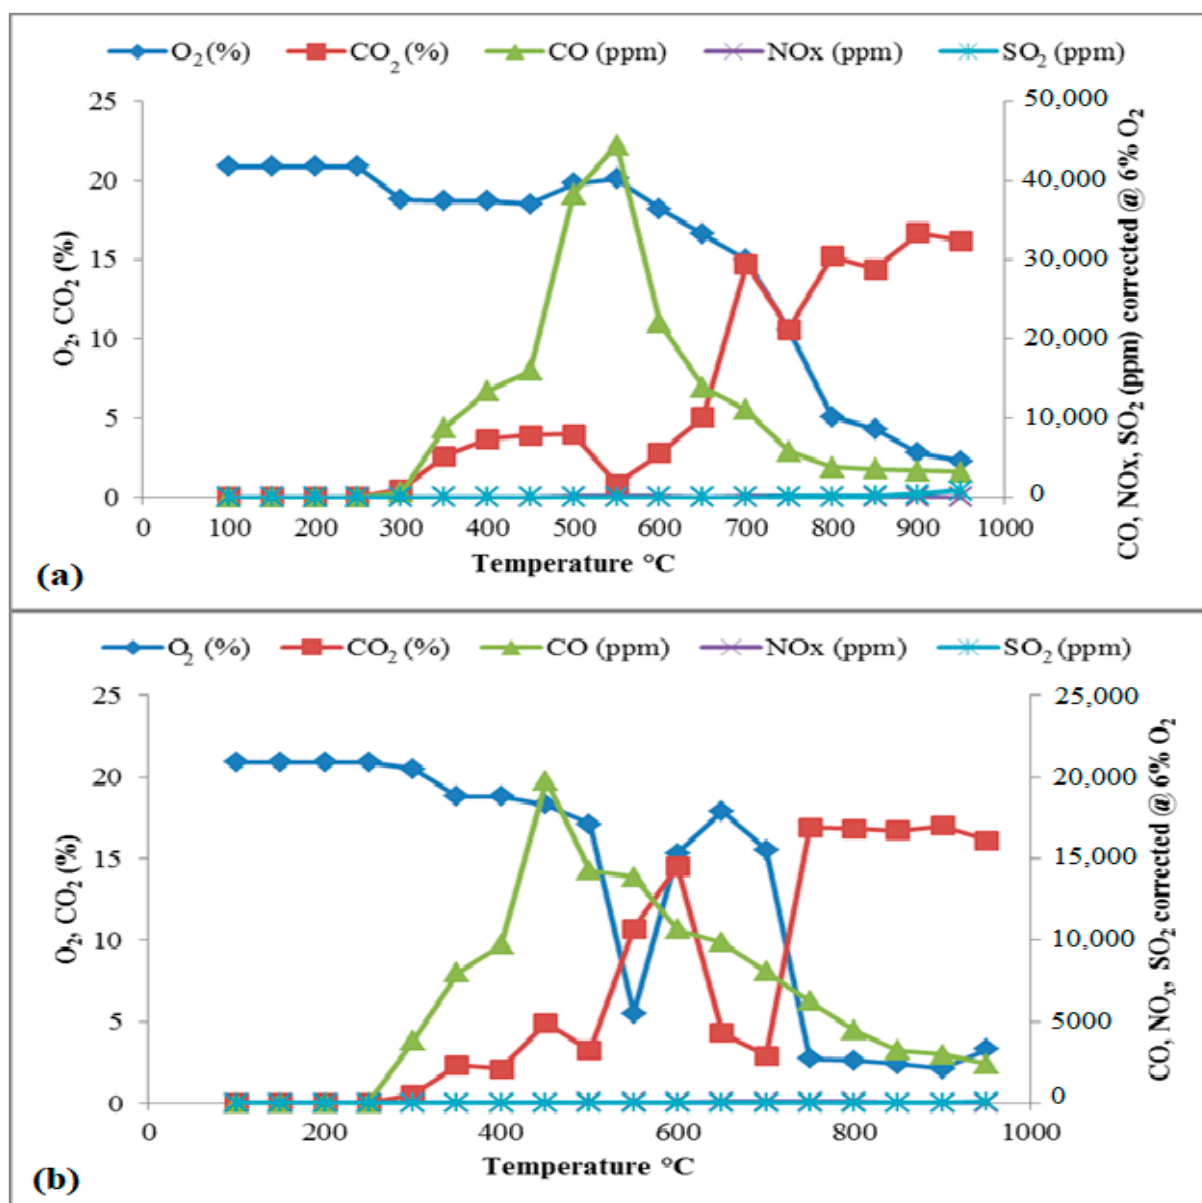 O2 (%) CO2 (%) CO (ppm) NOx (ppm) SO2 (ppm)
25 50,000
20 40,000
15 30,000
10 20,000
5 10,000
0 0
0 100 200 300 400 500 600 700 800 900 1000
O2, CO2 (%)
CO, NOx, SO2 (ppm) corrected @ 6% O2
Temperature °C
(a)
O2 (%) CO2 (%) CO (ppm) NOx (ppm) SO2 (ppm)
25 25,000
20 20,000
15 15,000
10 10,000
5 5000
0 0
0 200 400 600 800 1000
O2, CO2 (%)
CO, NOx, SO2 corrected @ 6% O2
Temperature °C
(b)